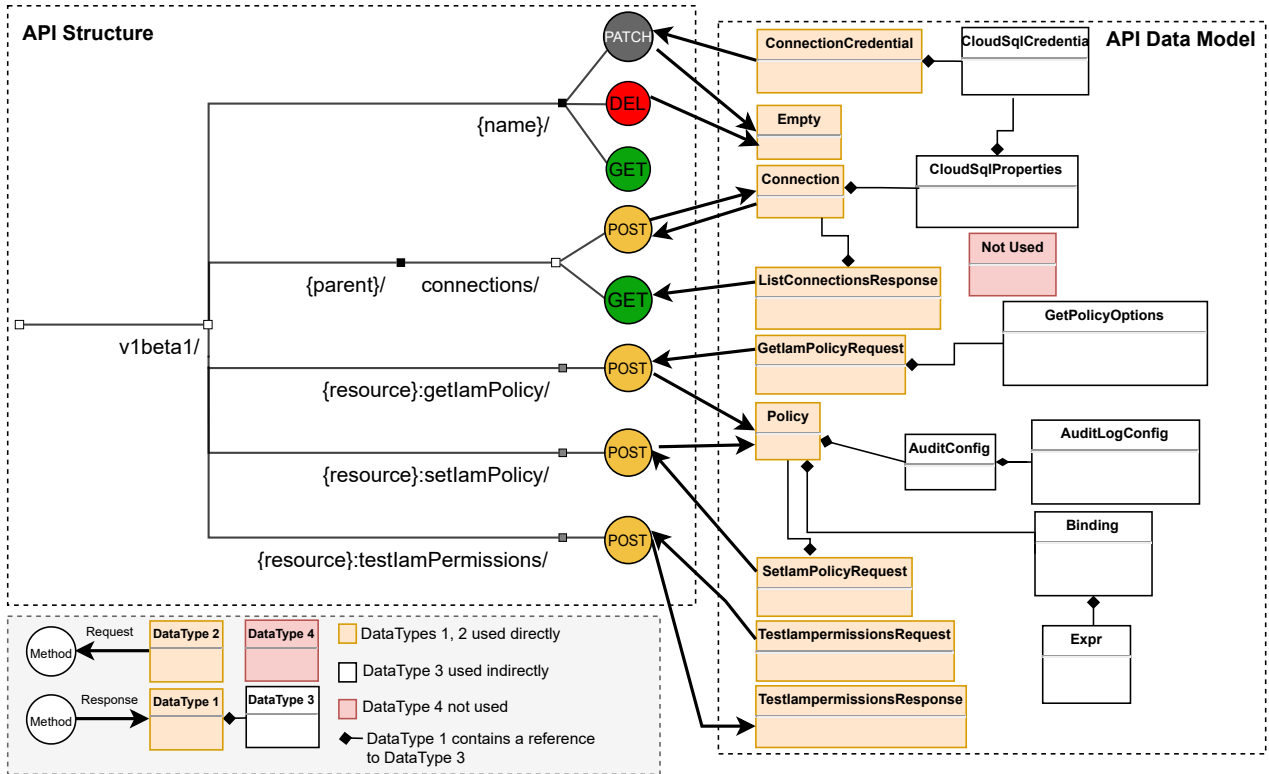 API Structure
PATCH
DEL
{name}/
GET
POST
{parent}/
connections/
GET
v1beta1/
POST
{resource}:getIamPolicy/
POST
{resource}:setIamPolicy/
POST
{resource}:testIamPermissions/
API Data Model
ConnectionCredential
CloudSqlCredentia
Empty
Connection
CloudSqlProperties
Not Used
ListConnectionsResponse
GetPolicyOptions
GetIamPolicyRequest
Policy
AuditConfig
AuditLogConfig
Binding
SetIamPolicyRequest
TestIampermissionsRequest
Expr
TestIampermissionsResponse
Method
Request
DataType 2
DataType 4
DataTypes 1, 2 used directly
DataType 3 used indirectly
Method
Response
DataType 1
DataType 3
DataType 4 not used
DataType 1 contains a reference
to DataType 3